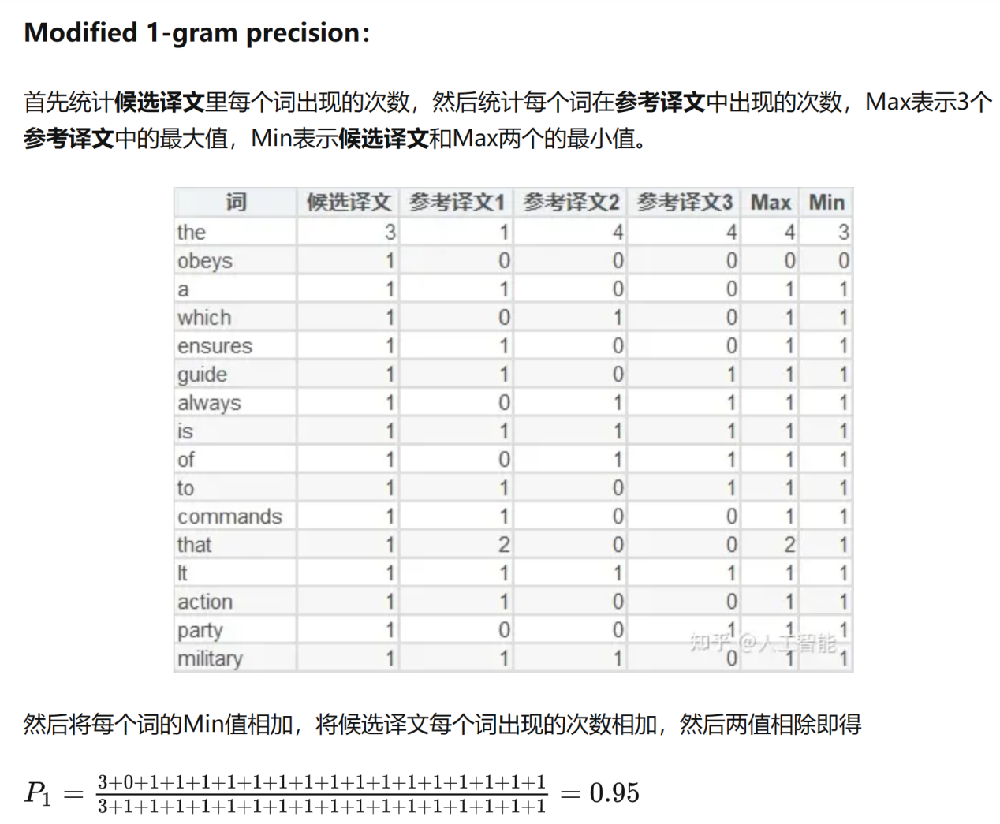 Modified 1-gram precision：
首先统计候选译文里每个词出现的次数，然后统计每个词在参考译文中出现的次数，Max表示3个
参考译文中的最大值，Min表示候选译文和Max两个的最小值。
词 候选译文 参考译文1 参考译文2 参考译文3 Max Min
the 3 1 4 4 4 3
obeys 1 0 0 0 0 0
a 1 1 0 0 1 1
which 1 0 1 0 1 1
ensures 1 1 0 0 1 1
guide 1 1 0 1 1 1
always 1 0 1 1 1 1
is 1 1 1 1 1 1
of 1 0 1 1 1 1
to 1 1 0 1 1 1
commands 1 1 0 0 1 1
that 1 2 0 0 2 1
It 1 1 1 1 1 1
action 1 1 0 0 1 1
party 1 0 0 1 1 1
知乎 @人工智能
military 1 1 1 0 1 1
然后将每个词的Min值相加，将候选译文每个词出现的次数相加，然后两值相除即得
3+0+1+1+1+1+1+1+1+1+1+1+1+1+1+1+1+1
P1 = = 0.95
3+1+1+1+1+1+1+1+1+1+1+1+1+1+1+1+1+1